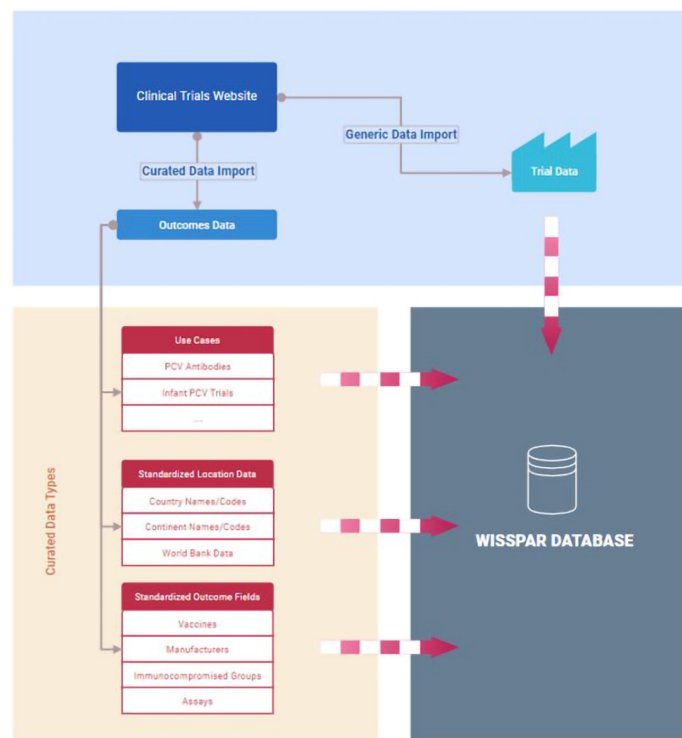 Clinical Trials Website
Generic Data Import
Curated Data Import
Trial Data
Outcomes Data
Use Cases
PCV Antibodies
Infant PCV Trials
....
Curated Data Types
Standardized Location Data
Country Names/Codes
Continent Names/Codes
World Bank Data
WISSPAR DATABASE
Standardized Outcome Fields
Vaccines
Manufacturers
Immunocompromised Groups
Assays